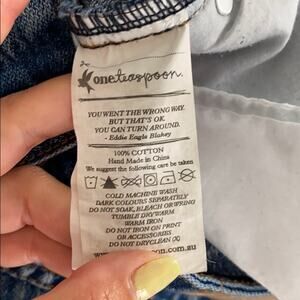 oneteaspoon.
YOU WENT THE WRONG WAY.
BUT THAT'S OK.
YOU CAN TURN AROUND.
- Eddie Eagle Blakey
100% COTTON
Hand Made in China
We suggest the following care be taken
COLD MACHINE WASH
DARK COLOURS SEPARATELY
DO NOT SOAK, BLEACH OR WRING
TUMBLE DRY WARM
WARM IRON
DO NOT IRON ON PRINT
OR ACCESSORIES
DO NOT DRYCLEAN (X)